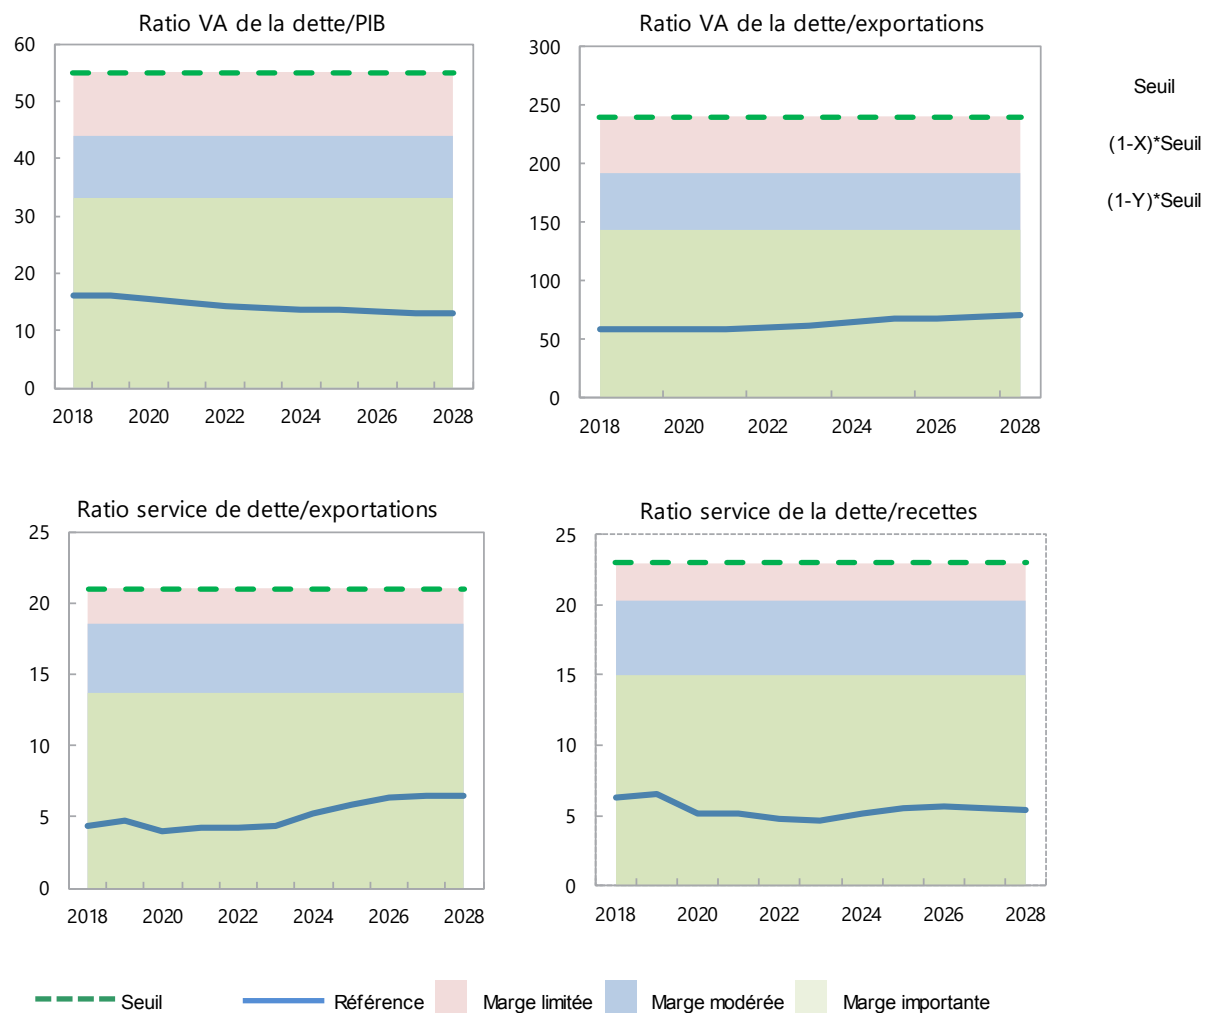 Ratio VA de la dette/PIB
60
50
40
30
20
10
0
2018 2020 2022 2024 2026 2028
Ratio VA de la dette/exportations
300
250
200
150
100
50
0
2018 2020 2022 2024 2026 2028
Seuil
(1-X)*Seuil
(1-Y)*Seuil
Ratio service de dette/exportations
25
20
15
10
5
0
2018 2020 2022 2024 2026 2028
Ratio service de la dette/recettes
25
20
15
10
5
0
2018 2020 2022 2024 2026 2028
Seuil Référence Marge limitée Marge modérée Marge importante